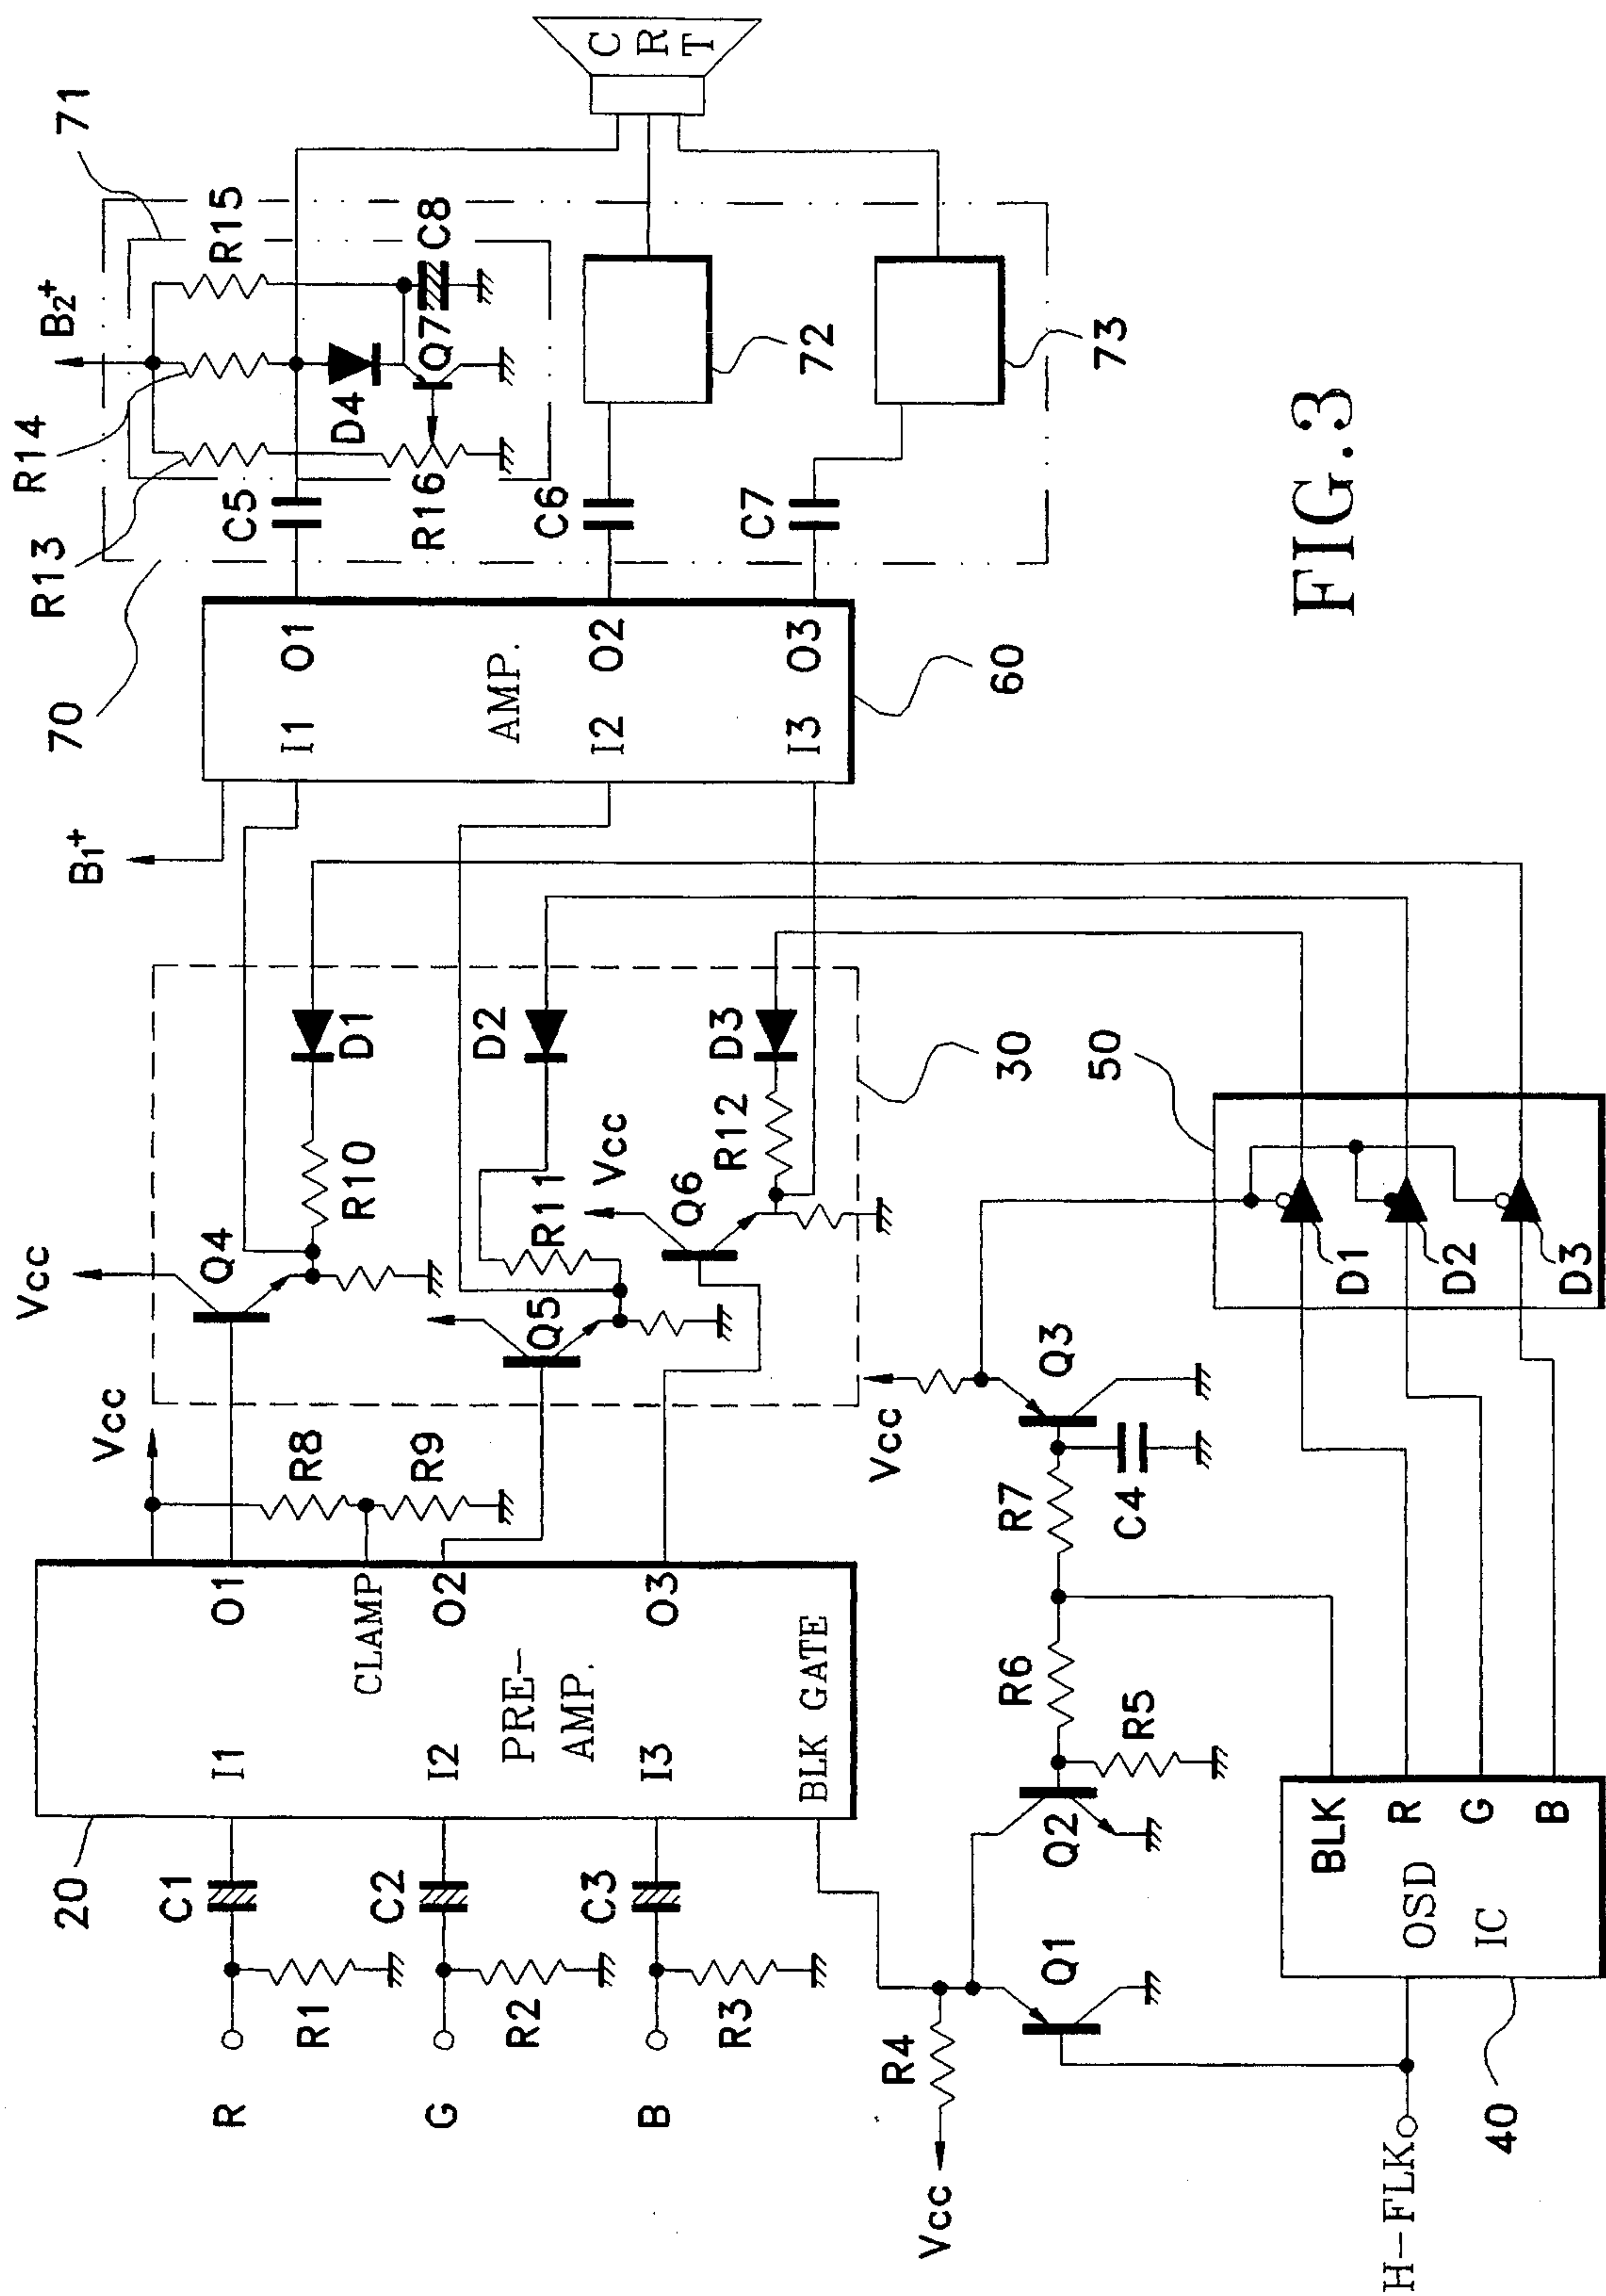 R
G
B
R1
R2
R3
C1
C2
C3
20
I1
I2
I3
PRE-
AMP.
BLK GATE
O1
CLAMP
O2
O3
Vcc
R8
R9
Vcc
Q4
R10
D1
Q5
R11
D2
Vcc
Q6
R12
D3
30
B1+
I1
I2
I3
AMP.
O1
O2
O3
60
70
71
R13
R14
B2+
R15
C5
R16
D4
Q7
C8
C6
72
C7
73
CRT
Vcc
R4
Q1
Q2
R5
R6
R7
C4
Vcc
Q3
50
D1
D2
D3
H-FLK
40
OSD
IC
BLK
R
G
B
FIG.3